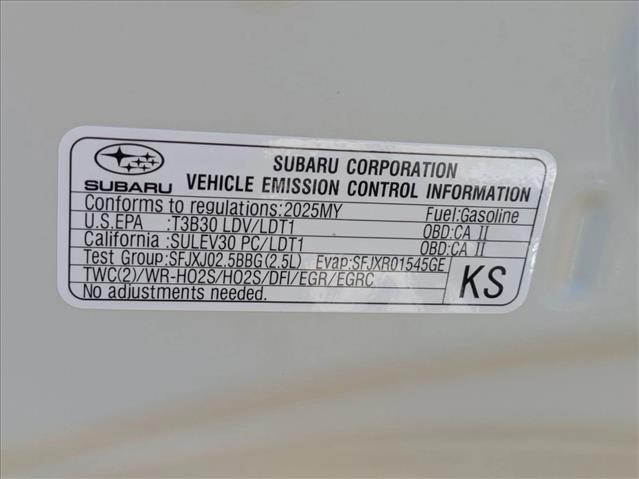 SUBARU
SUBARU CORPORATION
VEHICLE EMISSION CONTROL INFORMATION
Conforms to regulations:2025MY Fuel:Gasoline
U.S.EPA :T3B30 LDV/LDT1 OBD:CA II
California :SULEV30 PC/LDT1 OBD:CA II
Test Group:SFJXJ02.5BBG(2.5L) Evap:SFJXR01545GE
TWC(2)/WR-HO2S/HO2S/DFI/EGR/EGRC
No adjustments needed.
KS